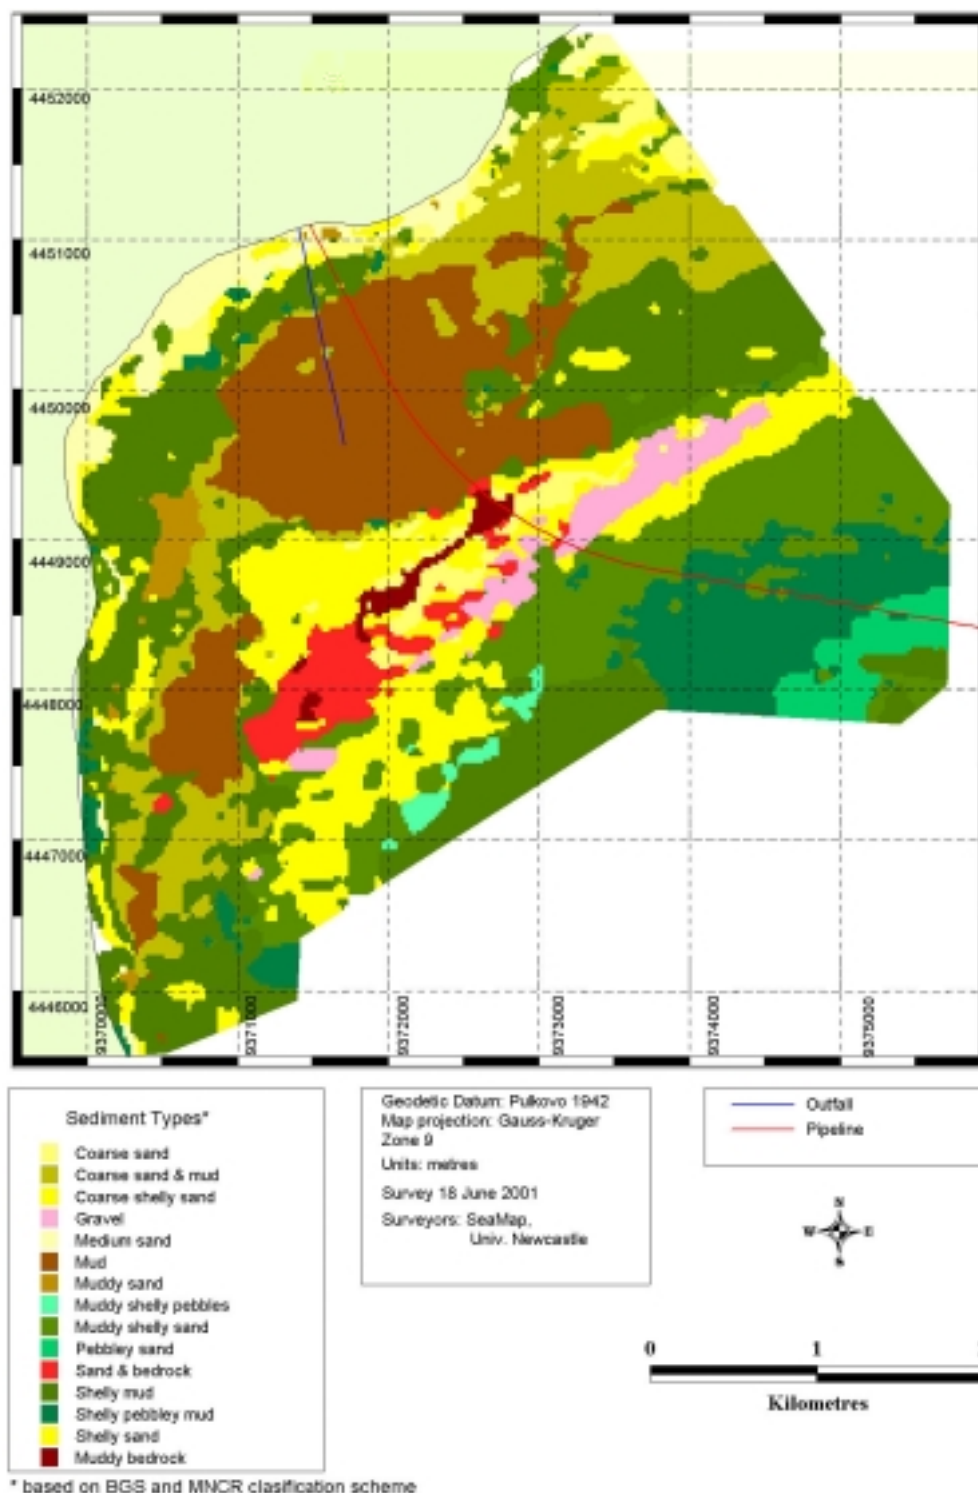 4452000
4451000
4450000
4449000
4448000
4447000
4446000
9370000
9371000
9372000
9373000
9374000
9375000
Sediment Types*
Coarse sand
Coarse sand & mud
Coarse shelly sand
Gravel
Medium sand
Mud
Muddy sand
Muddy shelly pebbles
Muddy shelly sand
Pebbley sand
Sand & bedrock
Shelly mud
Shelly pebbley mud
Shelly sand
Muddy bedrock
* based on BGS and MNCR clasification scheme
Geodetic Datum: Pulkovo 1942
Map projection: Gauss-Kruger
Zone 9
Units: metres
Survey 18 June 2001
Surveyors: SeaMap,
Univ. Newcastle
Outfall
Pipeline
N
W E
S
0 1
Kilometres